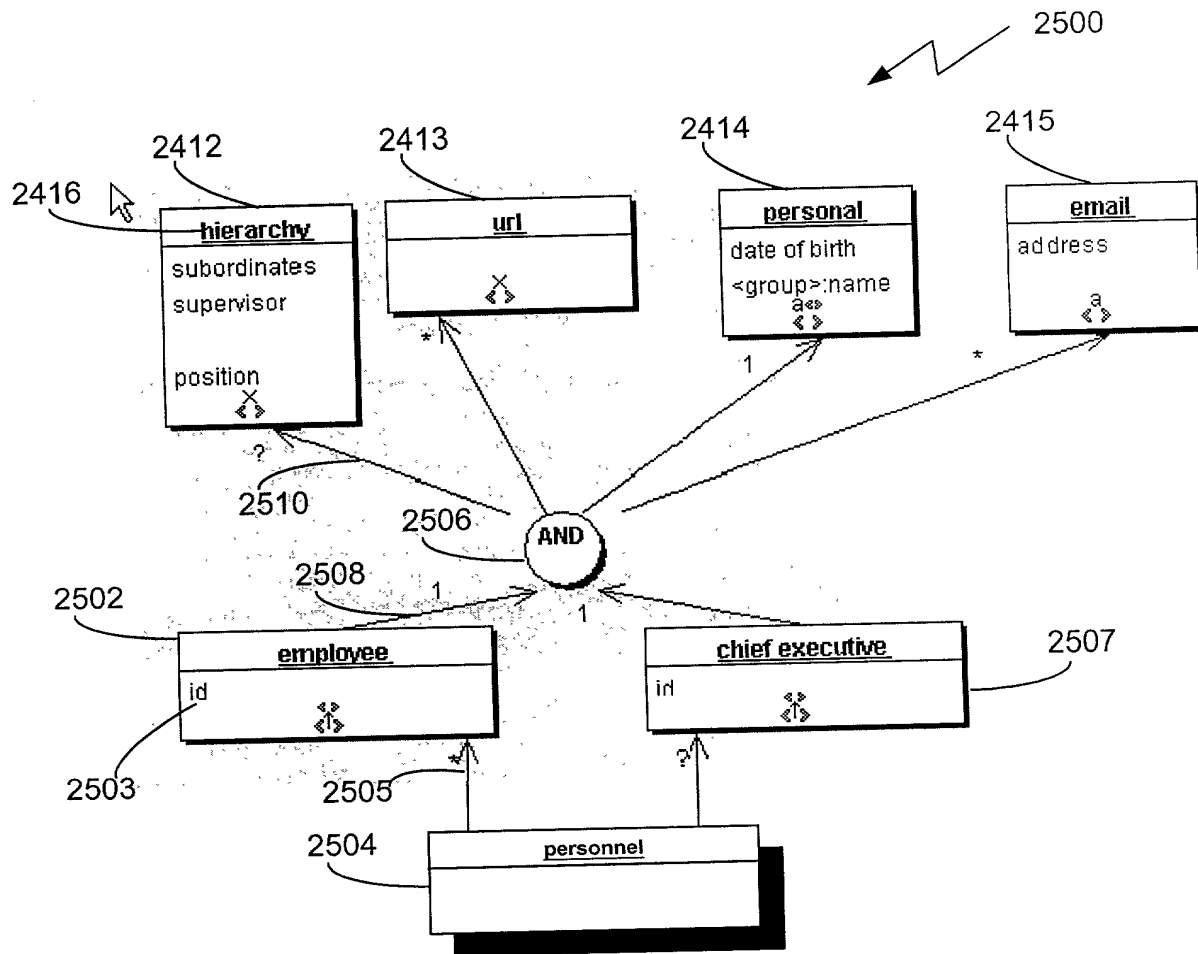 2500
2412
2413
2414
2415
2416
hierarchy
subordinates
supervisor
position
url
personal
date of birth
<group>:name
a
email
address
a
?
*
1
*
2510
2506
AND
2508
1
1
2502
employee
id
chief executive
id
2507
2503
*
2505
?
2504
personnel